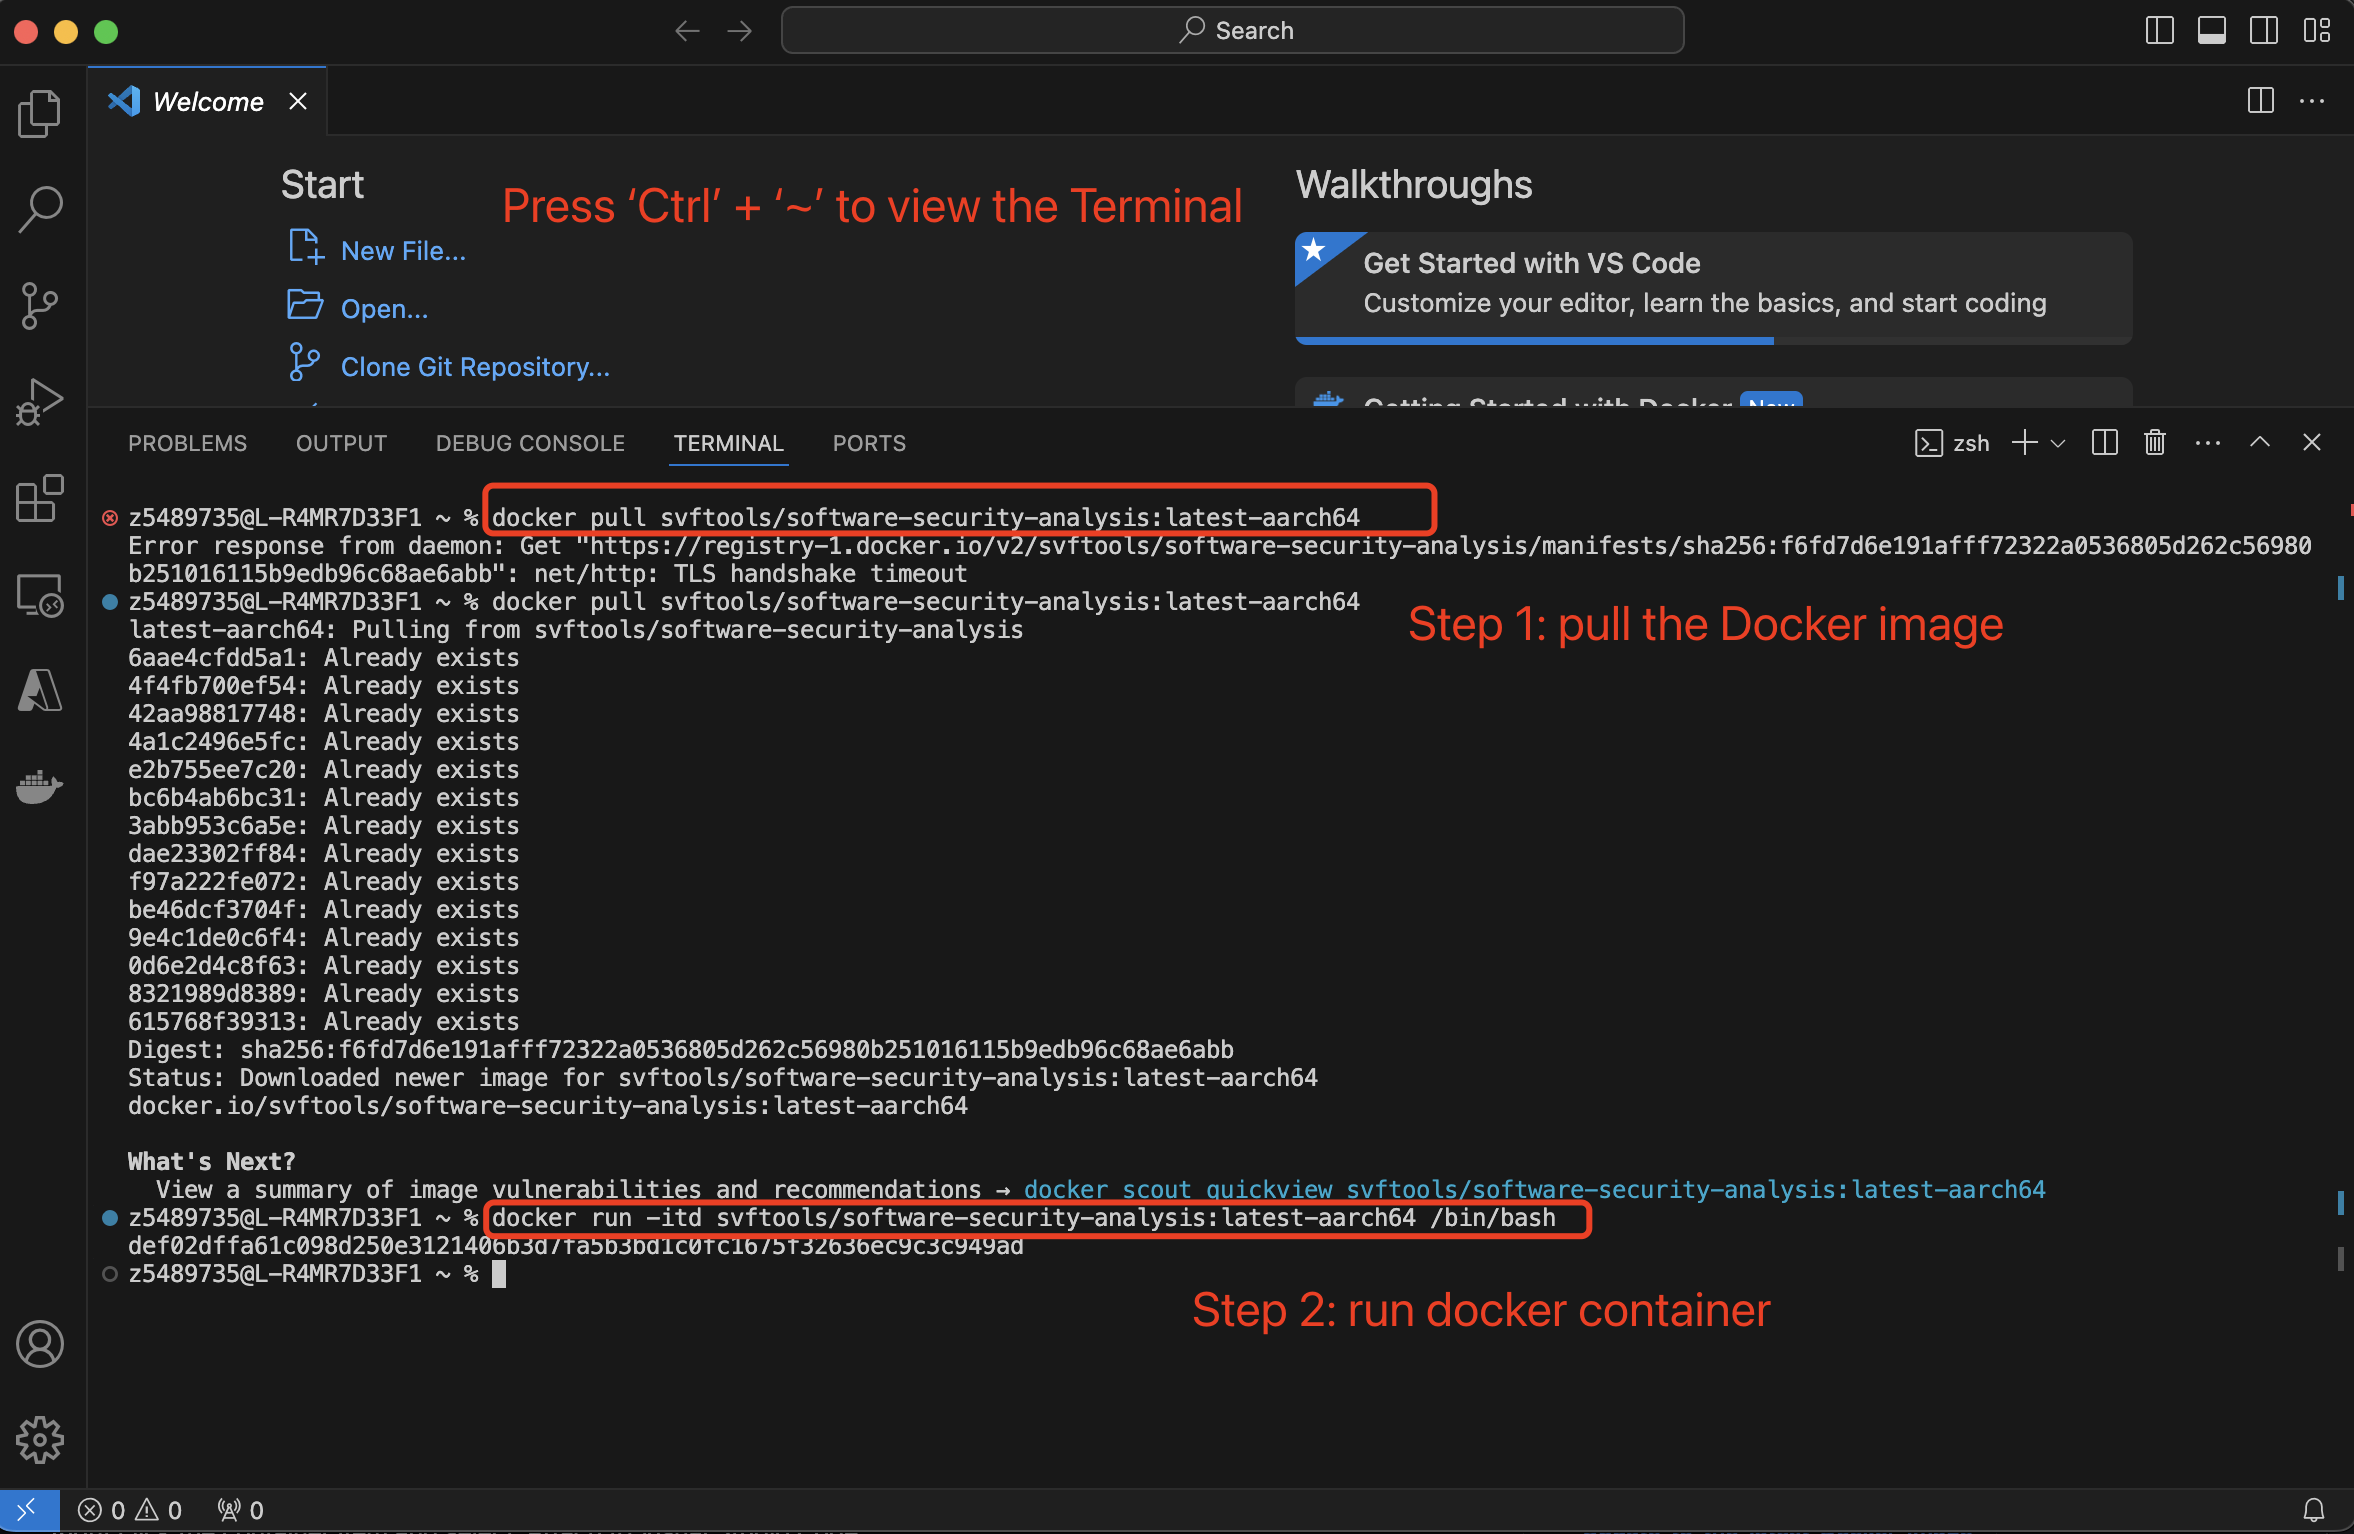 Search
Welcome
Start
Press ‘Ctrl’ + ‘~’ to view the Terminal
Walkthroughs
New File...
Get Started with VS Code
Customize your editor, learn the basics, and start coding
Open...
Clone Git Repository...
Getting Started with Docker New
PROBLEMS OUTPUT DEBUG CONSOLE TERMINAL PORTS zsh
z5489735@L-R4MR7D33F1 ~ % docker pull svftools/software-security-analysis:latest-aarch64
Error response from daemon: Get "https://registry-1.docker.io/v2/svftools/software-security-analysis/manifests/sha256:f6fd7d6e191afff72322a0536805d262c56980
b251016115b9edb96c68ae6abb": net/http: TLS handshake timeout
z5489735@L-R4MR7D33F1 ~ % docker pull svftools/software-security-analysis:latest-aarch64
Step 1: pull the Docker image
latest-aarch64: Pulling from svftools/software-security-analysis
6aae4cfdd5a1: Already exists
4f4fb700ef54: Already exists
42aa98817748: Already exists
4a1c2496e5fc: Already exists
e2b755ee7c20: Already exists
bc6b4ab6bc31: Already exists
3abb953c6a5e: Already exists
dae23302ff84: Already exists
f97a222fe072: Already exists
be46dcf3704f: Already exists
9e4c1de0c6f4: Already exists
0d6e2d4c8f63: Already exists
8321989d8389: Already exists
615768f39313: Already exists
Digest: sha256:f6fd7d6e191afff72322a0536805d262c56980b251016115b9edb96c68ae6abb
Status: Downloaded newer image for svftools/software-security-analysis:latest-aarch64
docker.io/svftools/software-security-analysis:latest-aarch64
What's Next?
View a summary of image vulnerabilities and recommendations → docker scout quickview svftools/software-security-analysis:latest-aarch64
z5489735@L-R4MR7D33F1 ~ % docker run -itd svftools/software-security-analysis:latest-aarch64 /bin/bash
def02dffa61c098d250e3121406b3d7fa5b3bd1c0fc1675f32636ec9c3c949ad
z5489735@L-R4MR7D33F1 ~ %
Step 2: run docker container
0 0 0